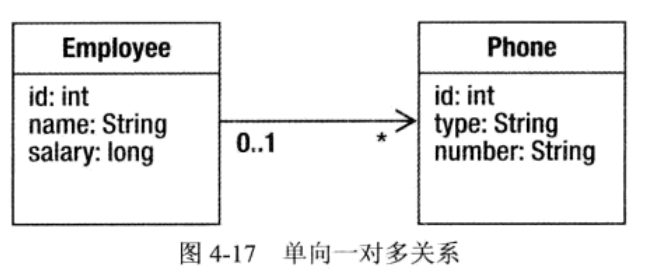 Employee
id: int
name: String
salary: long
0..1
*
Phone
id: int
type: String
number: String
图 4-17 单向一对多关系